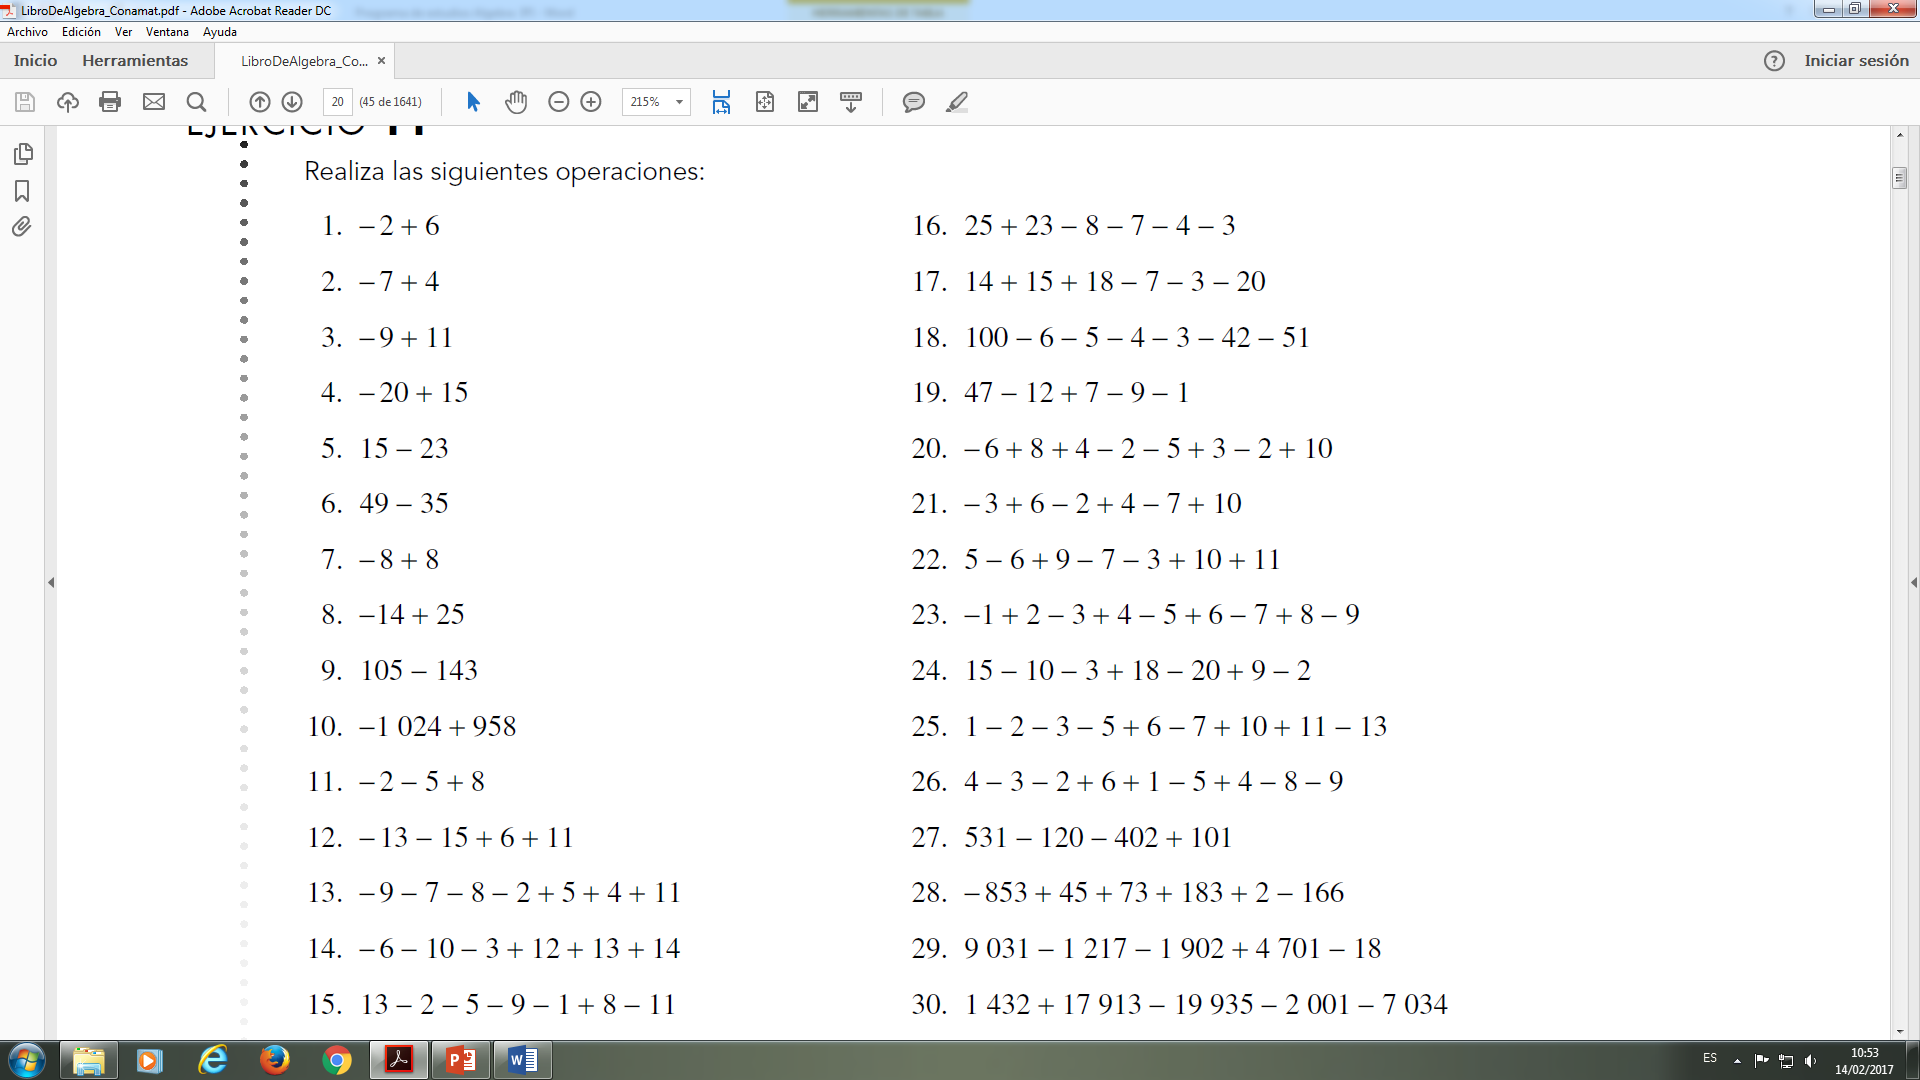 LibroDeAlgebra_Conamat.pdf - Adobe Acrobat Reader DC
Archivo Edición Ver Ventana Ayuda
Inicio Herramientas LibroDeAlgebra_Co... × ? Iniciar sesión
20 (45 de 1641) 215%
EJERCICIO 11
Realiza las siguientes operaciones:
1. −2 + 6
2. −7 + 4
3. −9 + 11
4. −20 + 15
5. 15 − 23
6. 49 − 35
7. −8 + 8
8. −14 + 25
9. 105 − 143
10. −1 024 + 958
11. −2 − 5 + 8
12. −13 − 15 + 6 + 11
13. −9 − 7 − 8 − 2 + 5 + 4 + 11
14. −6 − 10 − 3 + 12 + 13 + 14
15. 13 − 2 − 5 − 9 − 1 + 8 − 11
16. 25 + 23 − 8 − 7 − 4 − 3
17. 14 + 15 + 18 − 7 − 3 − 20
18. 100 − 6 − 5 − 4 − 3 − 42 − 51
19. 47 − 12 + 7 − 9 − 1
20. −6 + 8 + 4 − 2 − 5 + 3 − 2 + 10
21. −3 + 6 − 2 + 4 − 7 + 10
22. 5 − 6 + 9 − 7 − 3 + 10 + 11
23. −1 + 2 − 3 + 4 − 5 + 6 − 7 + 8 − 9
24. 15 − 10 − 3 + 18 − 20 + 9 − 2
25. 1 − 2 − 3 − 5 + 6 − 7 + 10 + 11 − 13
26. 4 − 3 − 2 + 6 + 1 − 5 + 4 − 8 − 9
27. 531 − 120 − 402 + 101
28. −853 + 45 + 73 + 183 + 2 − 166
29. 9 031 − 1 217 − 1 902 + 4 701 − 18
30. 1 432 + 17 913 − 19 935 − 2 001 − 7 034
ES 10:53
14/02/2017